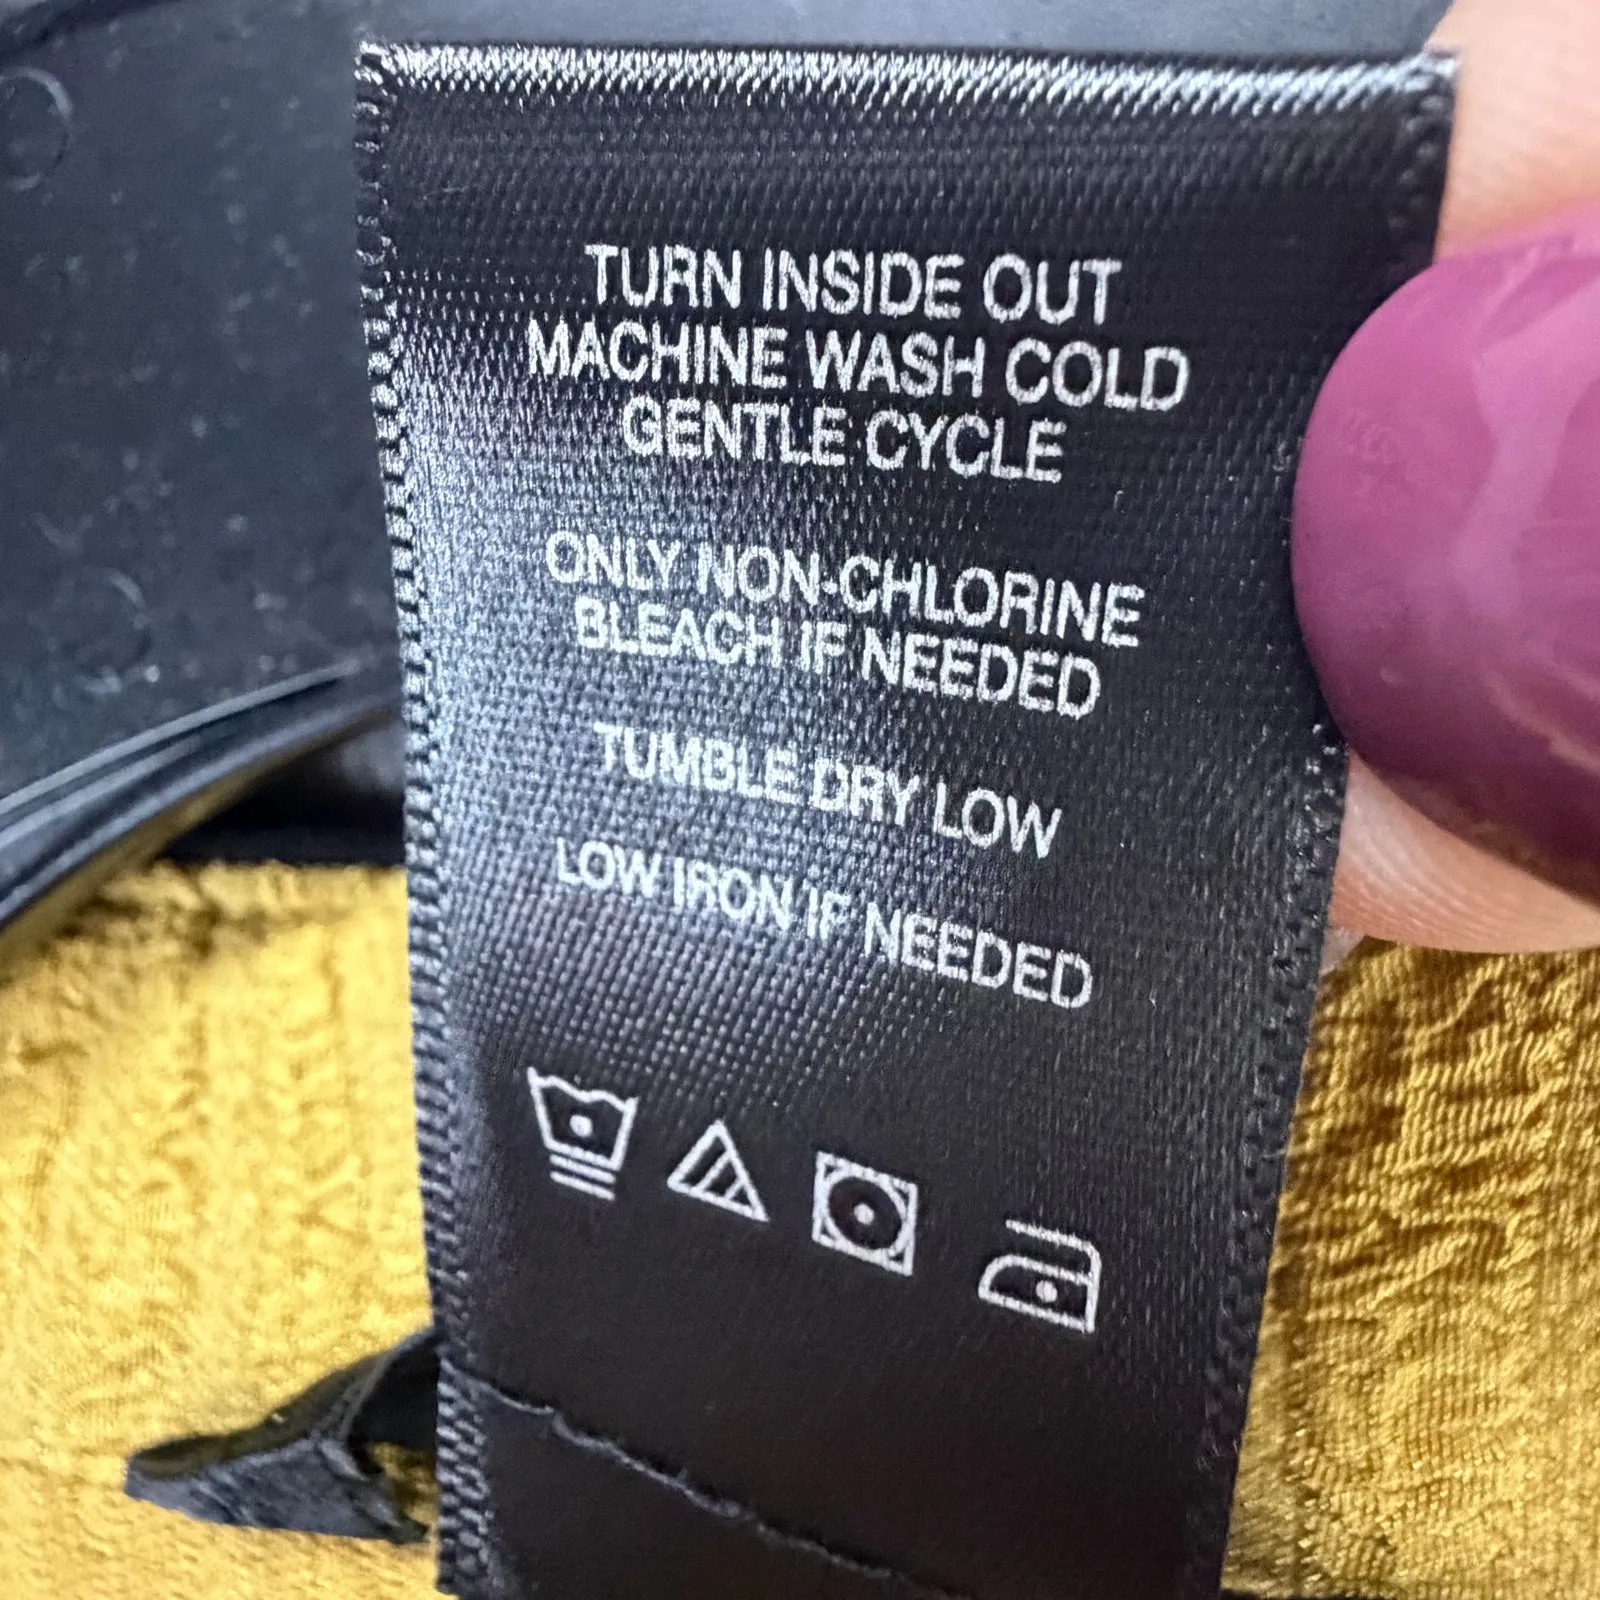 TURN INSIDE OUT
MACHINE WASH COLD
GENTLE CYCLE
ONLY NON-CHLORINE
BLEACH IF NEEDED
TUMBLE DRY LOW
LOW IRON IF NEEDED